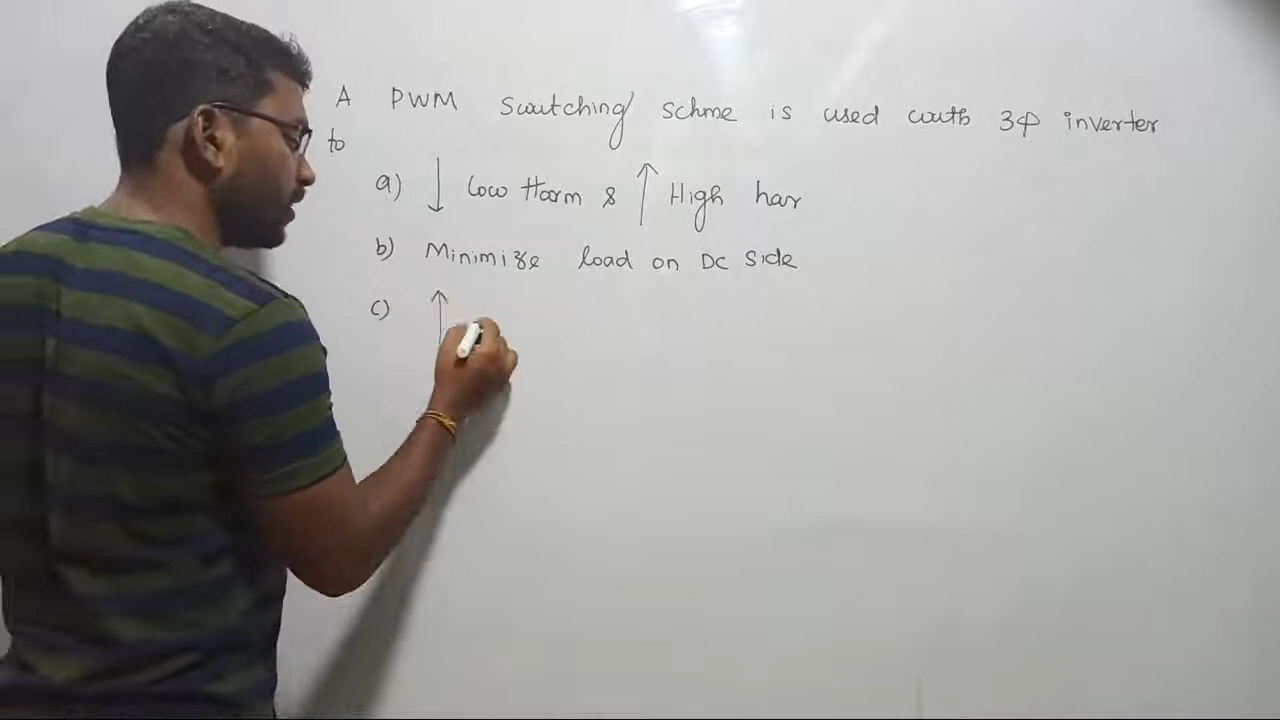 A PWM Switching schme is used with 3φ inverter
to
a) ↓ low Harm & ↑ High har
b) Minimize load on DC side
c) ↑